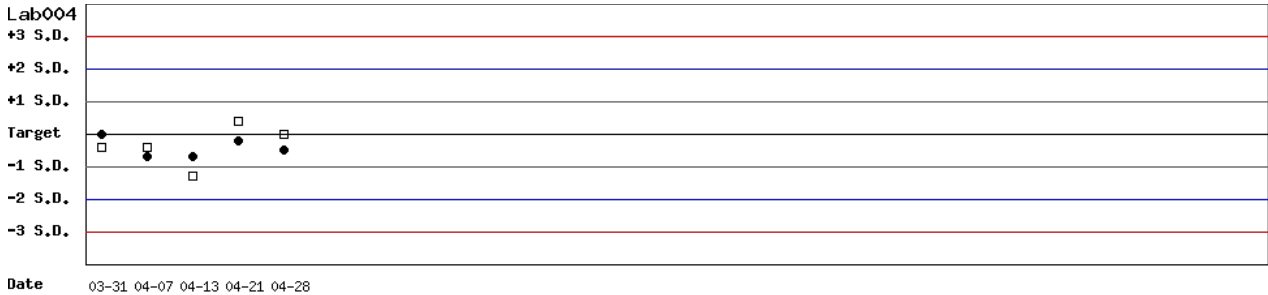 Lab004
+3 S.D.
+2 S.D.
+1 S.D.
Target
-1 S.D.
-2 S.D.
-3 S.D.
Date 03-31 04-07 04-13 04-21 04-28